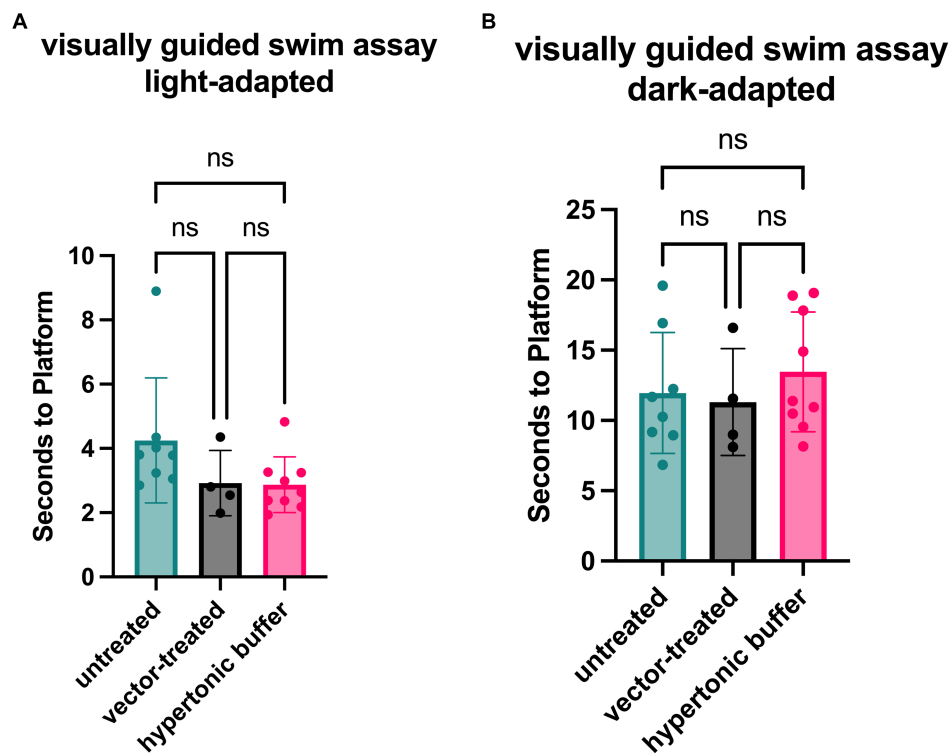 A
visually guided swim assay
light-adapted
ns
ns
ns
Seconds to Platform
10
8
6
4
2
0
untreated
vector-treated
hypertonic buffer
B
visually guided swim assay
dark-adapted
ns
ns
ns
Seconds to Platform
25
20
15
10
5
0
untreated
vector-treated
hypertonic buffer